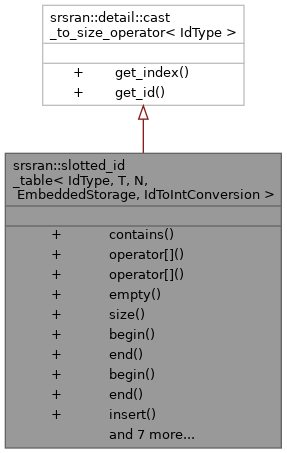 srsran::detail::cast
_to_size_operator< IdType >
+ get_index()
+ get_id()
srsran::slotted_id
_table< IdType, T, N,
EmbeddedStorage, IdToIntConversion >
+ contains()
+ operator[]()
+ operator[]()
+ empty()
+ size()
+ begin()
+ end()
+ begin()
+ end()
+ insert()
and 7 more...